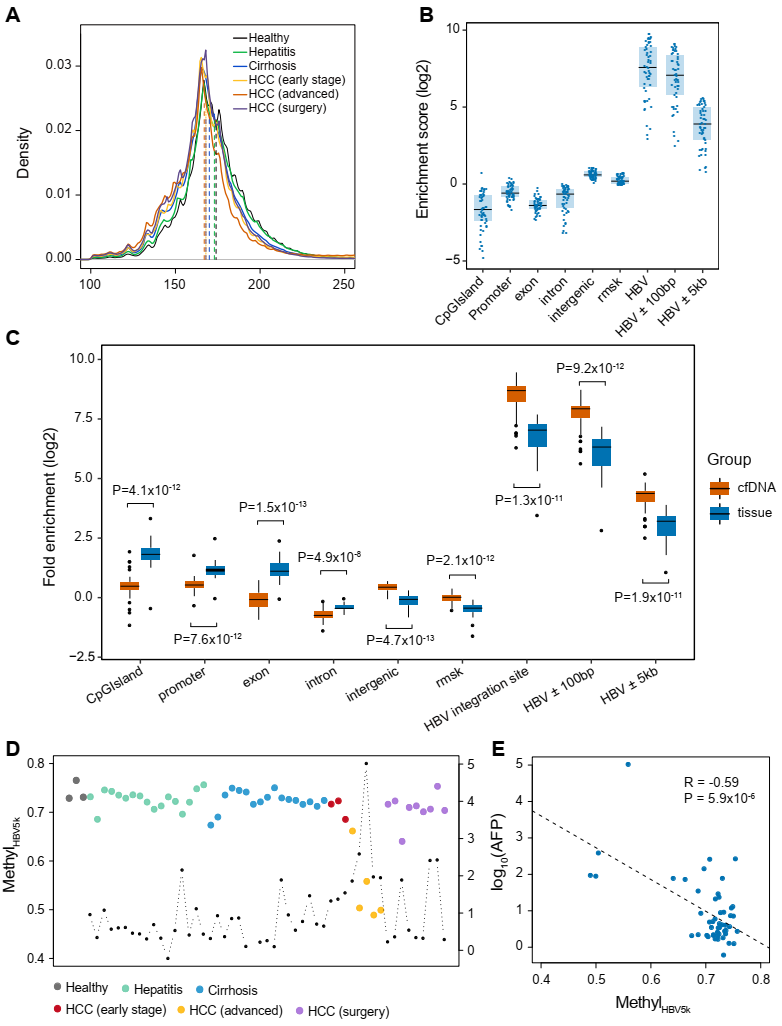 A
Healthy
Hepatitis
Cirrhosis
HCC (early stage)
HCC (advanced)
HCC (surgery)
Density
0.03
0.02
0.01
0.00
100
150
200
250
B
Enrichment score (log2)
10
5
0
−5
CpGIsland
Promoter
exon
intron
intergenic
rmsk
HBV
HBV ± 100bp
HBV ± 5kb
C
Fold enrichment (log2)
10.0
7.5
5.0
2.5
0.0
−2.5
P=4.1x10-12
P=7.6x10-12
P=1.5x10-13
P=4.9x10-8
P=4.7x10-13
P=2.1x10-12
P=1.3x10-11
P=9.2x10-12
P=1.9x10-11
CpGIsland
promoter
exon
intron
intergenic
rmsk
HBV integration site
HBV ± 100bp
HBV ± 5kb
Group
cfDNA
tissue
D
MethylHBV5k
0.8
0.7
0.6
0.5
0.4
5
4
3
2
1
0
Healthy
Hepatitis
Cirrhosis
HCC (early stage)
HCC (advanced)
HCC (surgery)
E
log10(AFP)
5
4
3
2
1
0
R = -0.59
P = 5.9x10-6
0.4
0.5
0.6
0.7
0.8
MethylHBV5k